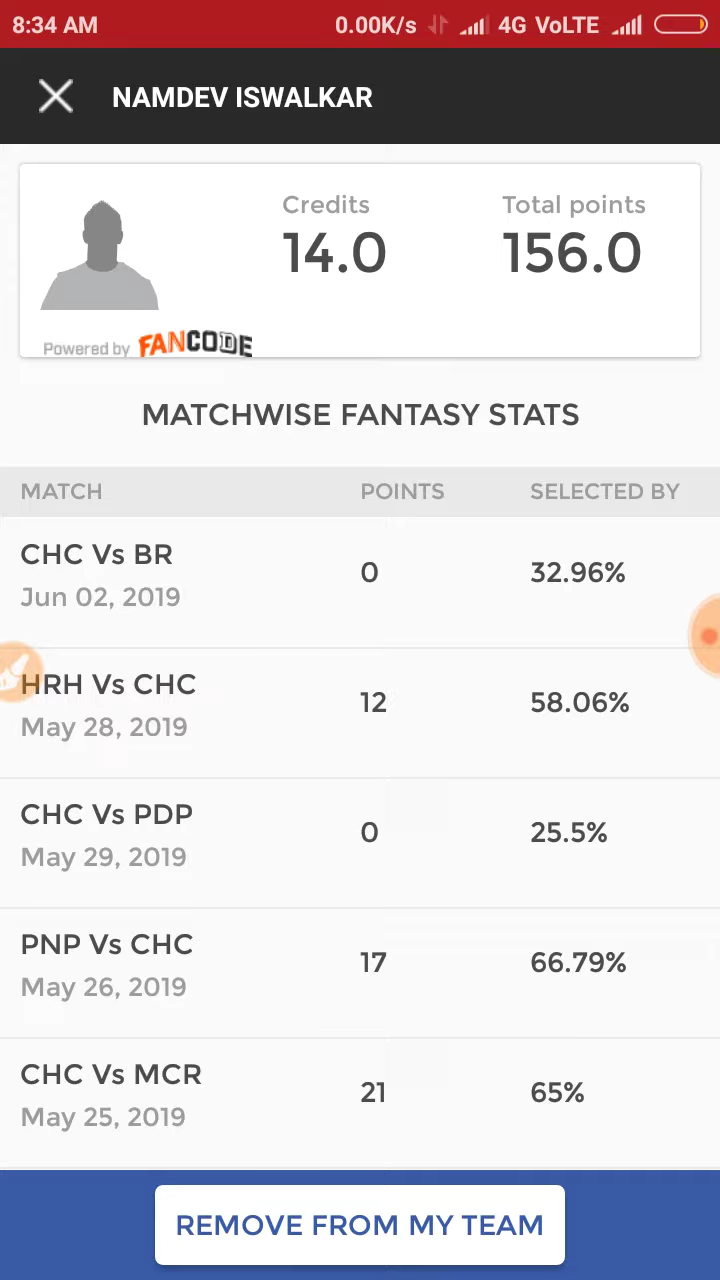 8:34 AM 0.00K/s 4G VoLTE
NAMDEV ISWALKAR
Credits Total points
14.0 156.0
Powered by FANCODE
MATCHWISE FANTASY STATS
MATCH POINTS SELECTED BY
CHC Vs BR
0 32.96%
Jun 02, 2019
HRH Vs CHC
12 58.06%
May 28, 2019
CHC Vs PDP
0 25.5%
May 29, 2019
PNP Vs CHC
17 66.79%
May 26, 2019
CHC Vs MCR
21 65%
May 25, 2019
REMOVE FROM MY TEAM